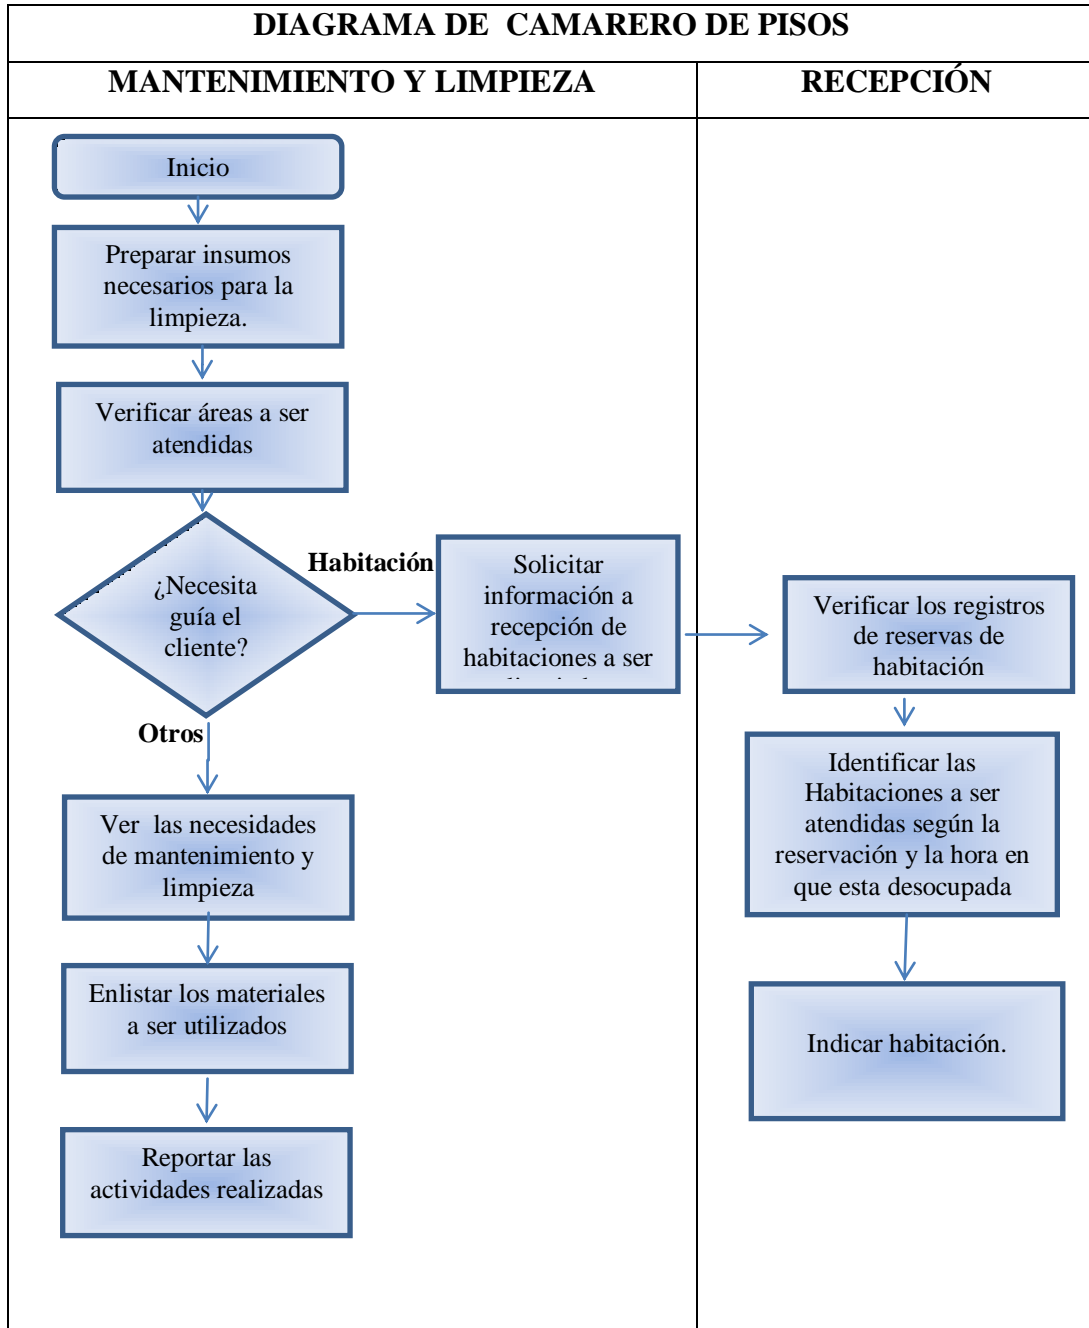 DIAGRAMA DE CAMARERO DE PISOS
MANTENIMIENTO Y LIMPIEZA
RECEPCIÓN
Inicio
Preparar insumos
necesarios para la
limpieza.
Verificar áreas a ser
atendidas
¿Necesita
guía el
cliente?
Habitación
Otros
Solicitar
información a
recepción de
habitaciones a ser
Verificar los registros
de reservas de
habitación
Identificar las
Habitaciones a ser
atendidas según la
reservación y la hora en
que esta desocupada
Indicar habitación.
Ver las necesidades
de mantenimiento y
limpieza
Enlistar los materiales
a ser utilizados
Reportar las
actividades realizadas